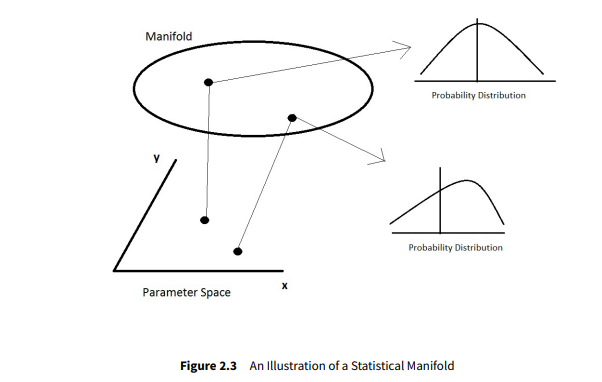 Manifold
Probability Distribution
y
Probability Distribution
x
Parameter Space
Figure 2.3 An Illustration of a Statistical Manifold